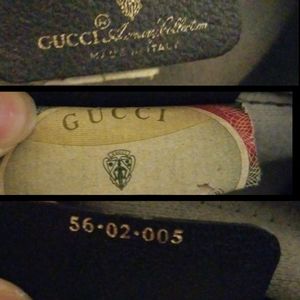 GUCCI Accessory Collection
MADE IN ITALY
GUCCI
56·02·005